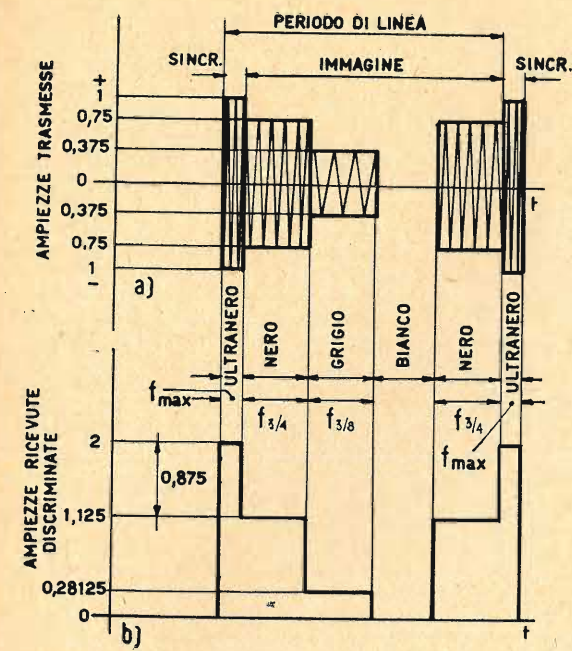 PERIODO DI LINEA
SINCR.
IMMAGINE
SINCR.
AMPIEZZE TRASMESSE
+
1
0,75
0,375
0
0,375
0,75
1
-
t
a)
ULTRANERO
NERO
GRIGIO
BIANCO
NERO
ULTRANERO
fmax
f3/4
f3/8
f3/4
fmax
AMPIEZZE RICEVUTE
DISCRIMINATE
2
0,875
1,125
0,28125
0
b)
t